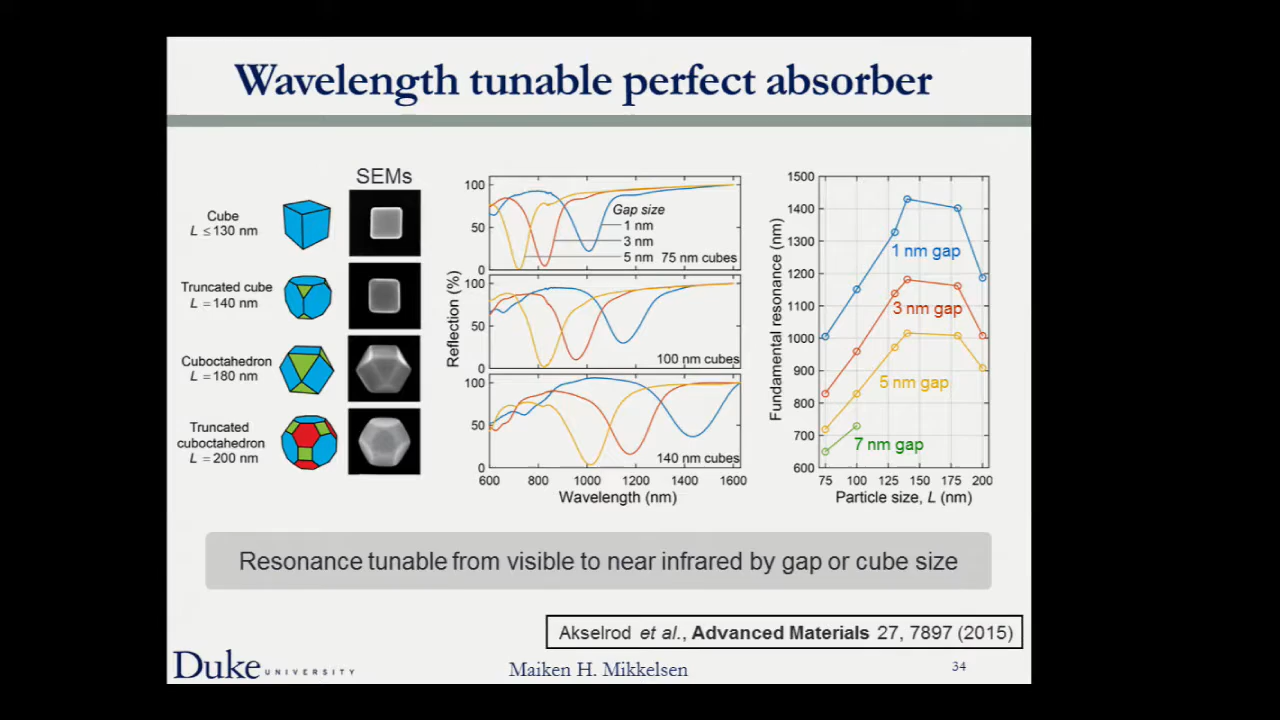 Wavelength tunable perfect absorber
SEMs
Cube
L ≤ 130 nm
Truncated cube
L = 140 nm
Cuboctahedron
L = 180 nm
Truncated
cuboctahedron
L = 200 nm
Reflection (%)
100
50
0
Gap size
1 nm
3 nm
5 nm
75 nm cubes
100
50
0
100 nm cubes
100
50
0
140 nm cubes
600 800 1000 1200 1400 1600
Wavelength (nm)
Fundamental resonance (nm)
1500
1400
1300
1200
1100
1000
900
800
700
600
1 nm gap
3 nm gap
5 nm gap
7 nm gap
75 100 125 150 175 200
Particle size, L (nm)
Resonance tunable from visible to near infrared by gap or cube size
Akselrod et al., Advanced Materials 27, 7897 (2015)
Duke UNIVERSITY
Maiken H. Mikkelsen
34